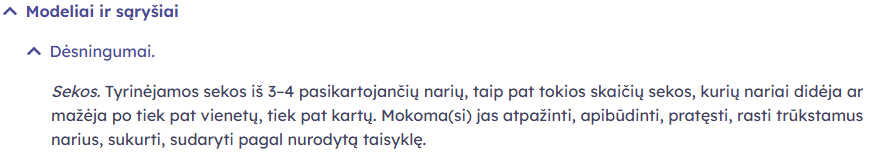 Modeliai ir sąryšiai
Dėsningumai.
Sekos. Tyrinėjamos sekos iš 3–4 pasikartojančių narių, taip pat tokios skaičių sekos, kurių nariai didėja ar
mažėja po tiek pat vienetų, tiek pat kartų. Mokoma(si) jas atpažinti, apibūdinti, pratęsti, rasti trūkstamus
narius, sukurti, sudaryti pagal nurodytą taisyklę.